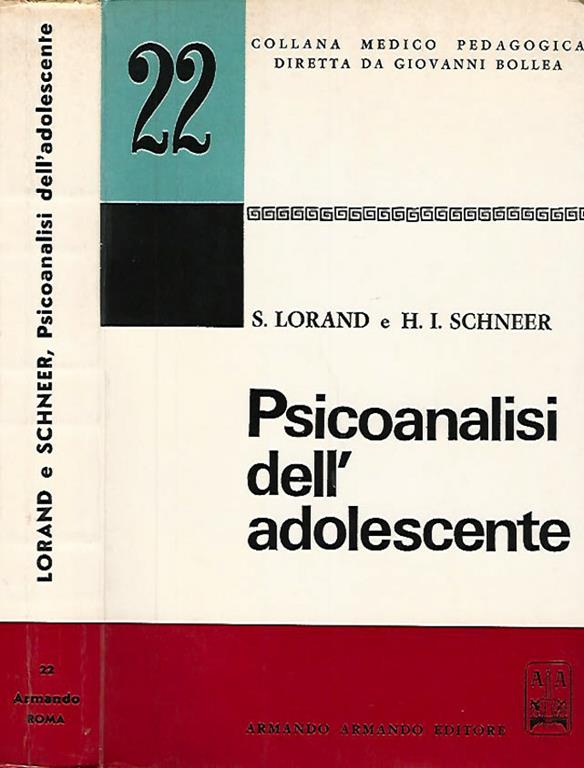 LORAND e SCHNEER, Psicoanalisi dell'adolescente
22
Armando
ROMA
22
COLLANA MEDICO PEDAGOGICA
DIRETTA DA GIOVANNI BOLLEA
S. LORAND e H. I. SCHNEER
Psicoanalisi
dell'
adolescente
A A
ARMANDO ARMANDO EDITORE